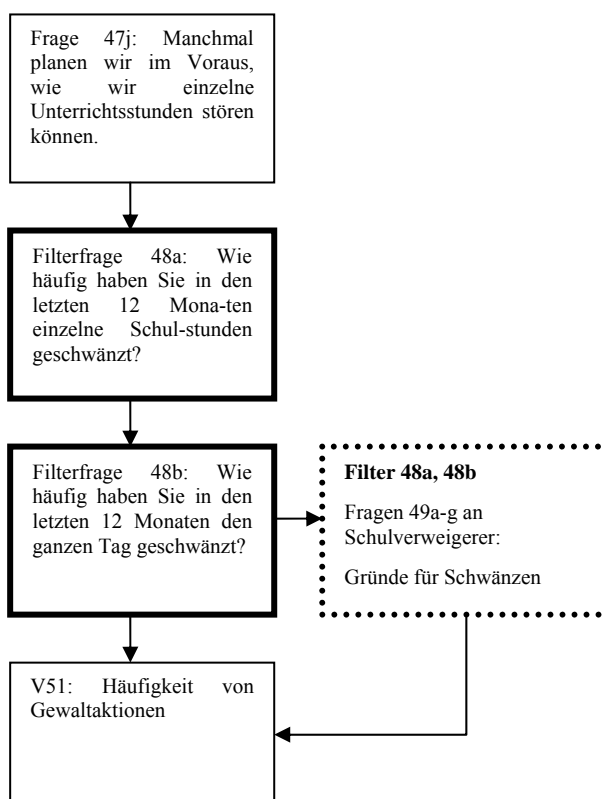 Frage 47j: Manchmal
planen wir im Voraus,
wie wir einzelne
Unterrichtsstunden stören
können.
Filterfrage 48a: Wie
häufig haben Sie in den
letzten 12 Mona-ten
einzelne Schul-stunden
geschwänzt?
Filterfrage 48b: Wie
häufig haben Sie in den
letzten 12 Monaten den
ganzen Tag geschwänzt?
Filter 48a, 48b
Fragen 49a-g an
Schulverweigerer:
Gründe für Schwänzen
V51: Häufigkeit von
Gewaltaktionen